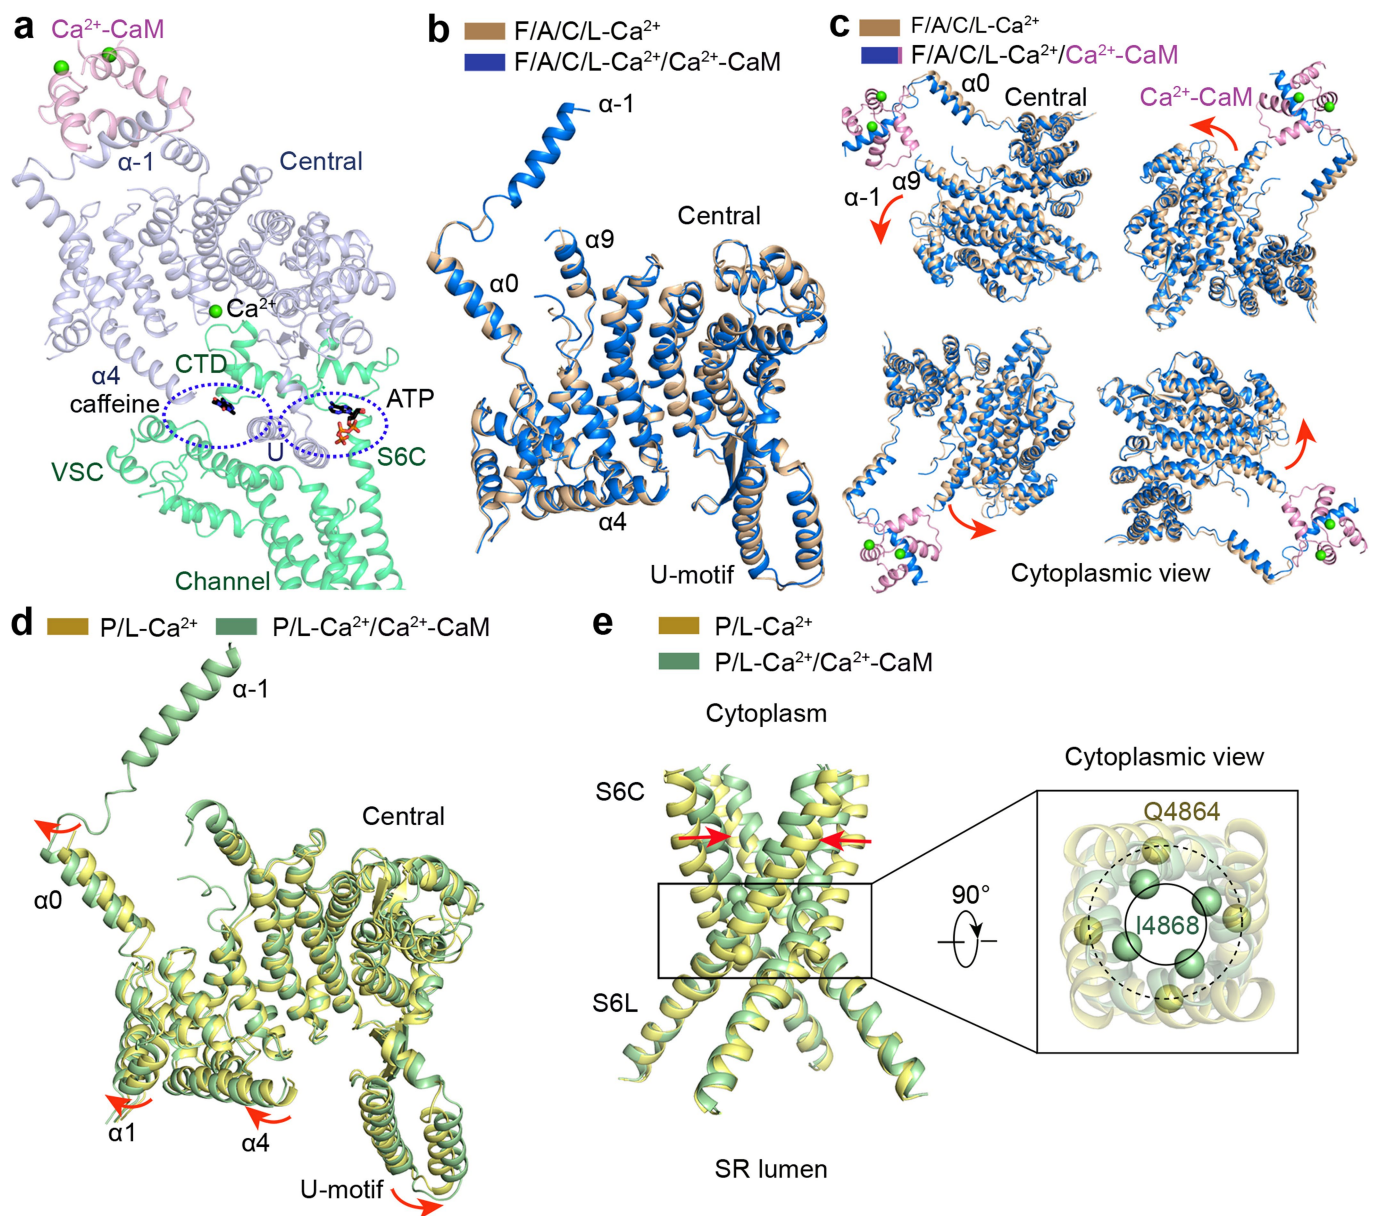 a
Ca²⁺-CaM
α-1
Central
Ca²⁺
CTD
α4
caffeine
ATP
U
VSC
S6C
Channel
b
F/A/C/L-Ca²⁺
F/A/C/L-Ca²⁺/Ca²⁺-CaM
α-1
Central
α9
α0
α4
U-motif
c
F/A/C/L-Ca²⁺
F/A/C/L-Ca²⁺/Ca²⁺-CaM
α0
Central
Ca²⁺-CaM
α9
α-1
Cytoplasmic view
d
P/L-Ca²⁺
P/L-Ca²⁺/Ca²⁺-CaM
α-1
Central
α0
α1
α4
U-motif
e
P/L-Ca²⁺
P/L-Ca²⁺/Ca²⁺-CaM
Cytoplasm
Cytoplasmic view
S6C
Q4864
90°
I4868
S6L
SR lumen